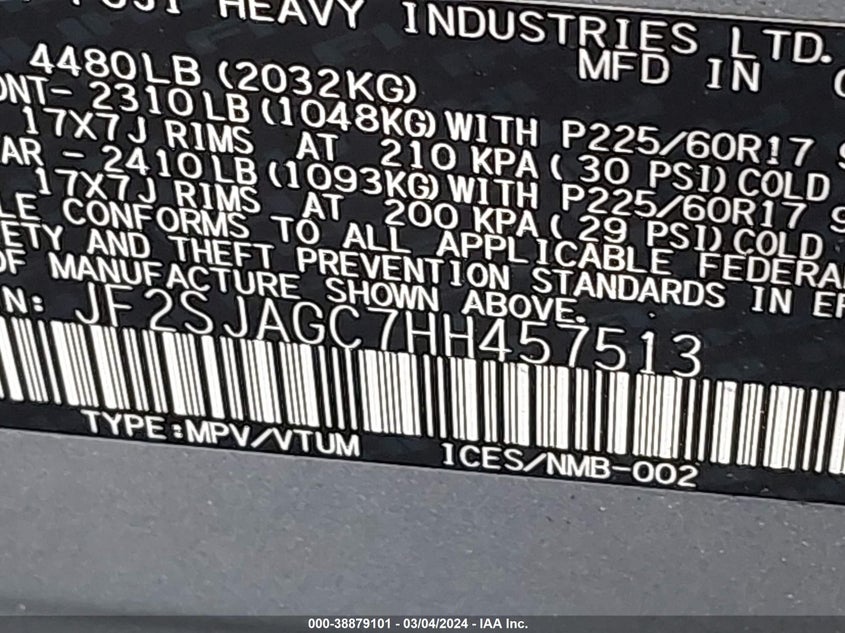 HEAVY INDUSTRIES LTD.
MFD IN
4480LB (2032KG)
2310LB (1048KG) WITH P225/60R17
17X7J RIMS AT 210 KPA (30 PSI) COLD
2410LB (1093KG) WITH P225/60R17
17X7J RIMS AT 200 KPA (29 PSI) COLD
CONFORMS TO ALL APPLICABLE
AND THEFT PREVENTION STANDARDS IN
OF MANUFACTURE SHOWN ABOVE.
JF2SJAGC7HH457513
TYPE:MPV/VTUM 1CES/NMB-002
000-38879101 - 03/04/2024 - IAA Inc.